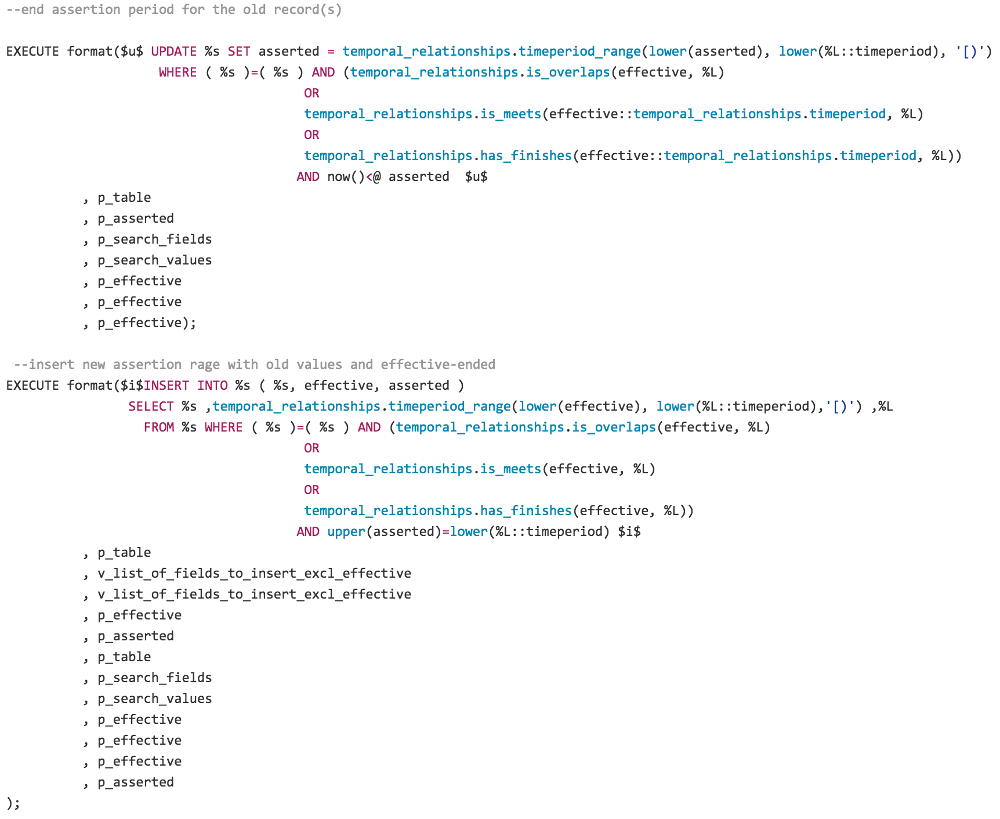 --end assertion period for the old record(s)
EXECUTE format($u$ UPDATE %s SET asserted = temporal_relationships.timeperiod_range(lower(asserted), lower(%L::timeperiod), '[)')
WHERE ( %s )=( %s ) AND (temporal_relationships.is_overlaps(effective, %L)
OR
temporal_relationships.is_meets(effective::temporal_relationships.timeperiod, %L)
OR
temporal_relationships.has_finishes(effective::temporal_relationships.timeperiod, %L))
AND now()<@ asserted  $u$
, p_table
, p_asserted
, p_search_fields
, p_search_values
, p_effective
, p_effective
, p_effective);
--insert new assertion rage with old values and effective-ended
EXECUTE format($i$INSERT INTO %s ( %s, effective, asserted )
SELECT %s ,temporal_relationships.timeperiod_range(lower(effective), lower(%L::timeperiod),'[)') ,%L
FROM %s WHERE ( %s )=( %s ) AND (temporal_relationships.is_overlaps(effective, %L)
OR
temporal_relationships.is_meets(effective, %L)
OR
temporal_relationships.has_finishes(effective, %L))
AND upper(asserted)=lower(%L::timeperiod) $i$
, p_table
, v_list_of_fields_to_insert_excl_effective
, v_list_of_fields_to_insert_excl_effective
, p_effective
, p_asserted
, p_table
, p_search_fields
, p_search_values
, p_effective
, p_effective
, p_effective
, p_asserted
);